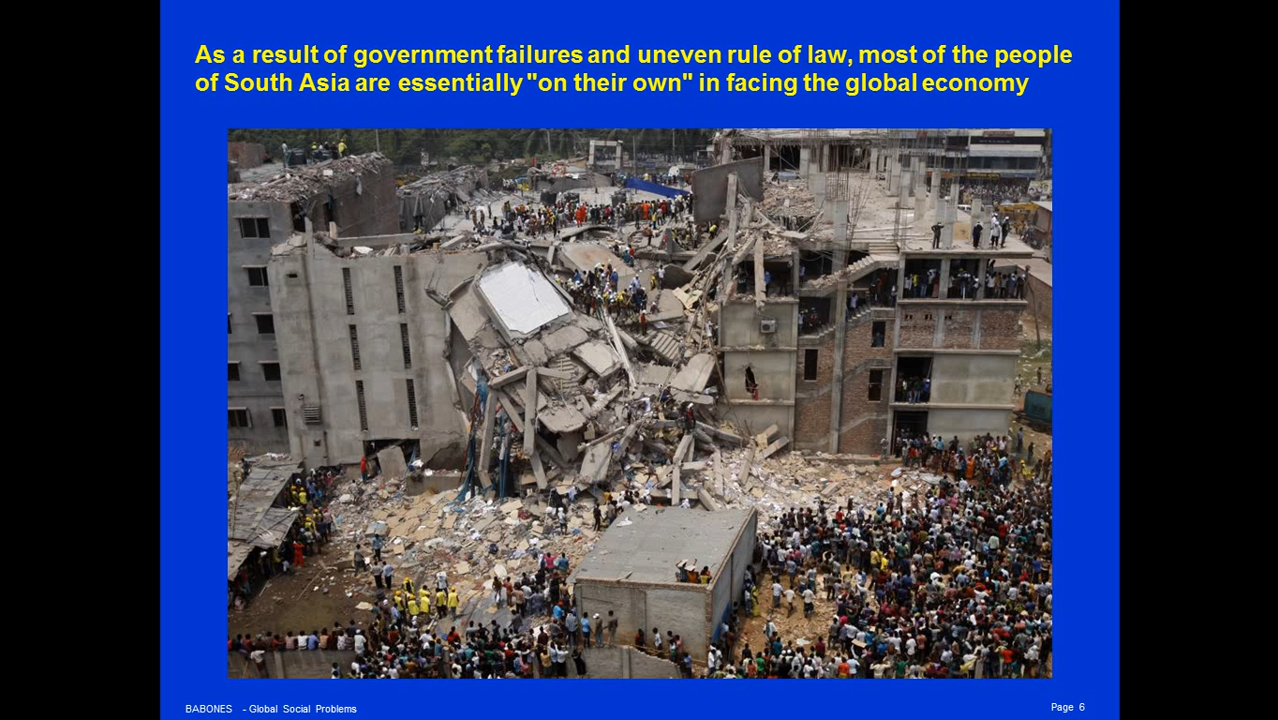 As a result of government failures and uneven rule of law, most of the people
of South Asia are essentially "on their own" in facing the global economy
BABONES - Global Social Problems
Page 6